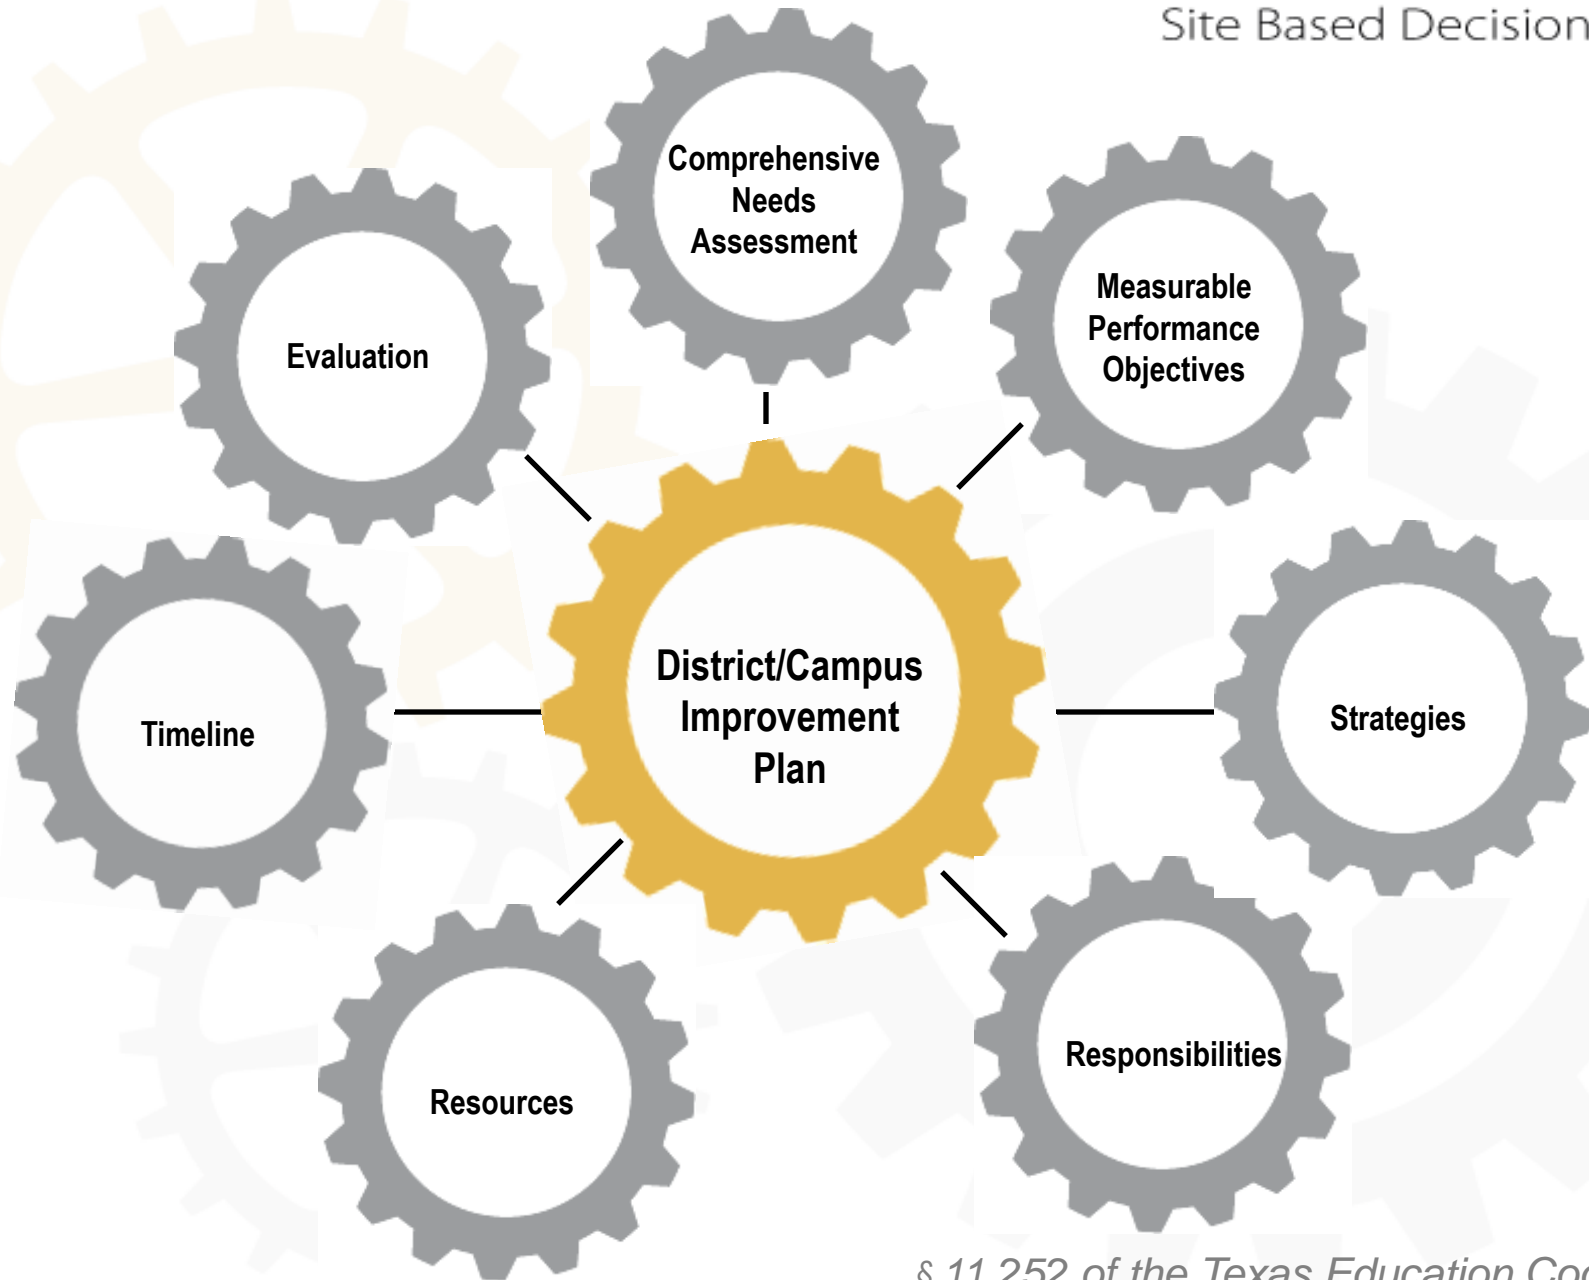 Site Based Decision
Comprehensive
Needs
Assessment
Measurable
Performance
Objectives
Evaluation
District/Campus
Improvement
Plan
Strategies
Timeline
Responsibilities
Resources
& 11.252 of the Texas Education